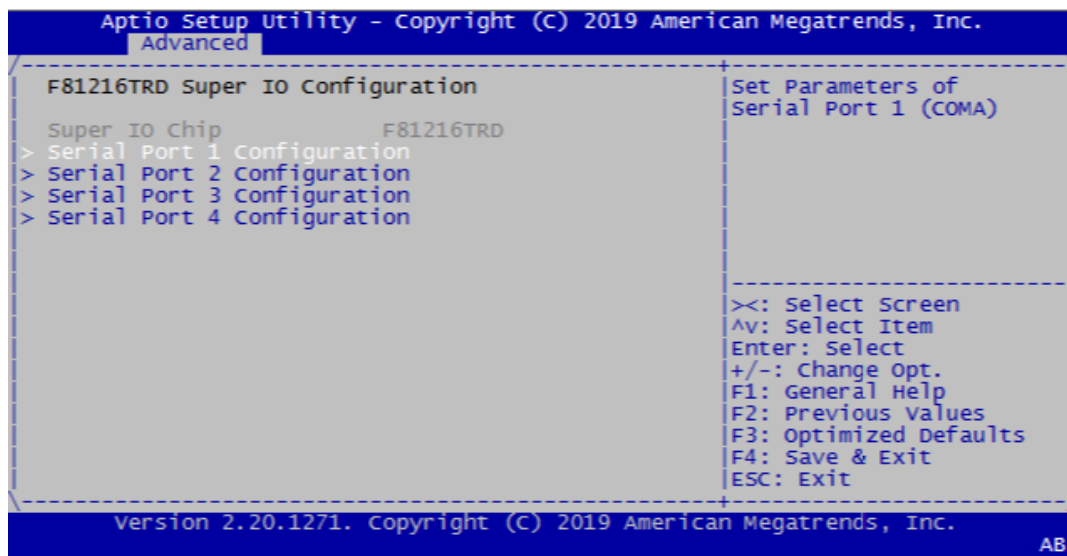 Aptio Setup Utility - Copyright (C) 2019 American Megatrends, Inc.
Advanced
F81216TRD Super IO Configuration
Set Parameters of
Serial Port 1 (COMA)
Super IO Chip F81216TRD
> Serial Port 1 Configuration
> Serial Port 2 Configuration
> Serial Port 3 Configuration
> Serial Port 4 Configuration
><: Select Screen
^v: Select Item
Enter: Select
+/-: Change Opt.
F1: General Help
F2: Previous Values
F3: Optimized Defaults
F4: Save & Exit
ESC: Exit
Version 2.20.1271. Copyright (C) 2019 American Megatrends, Inc.
AB